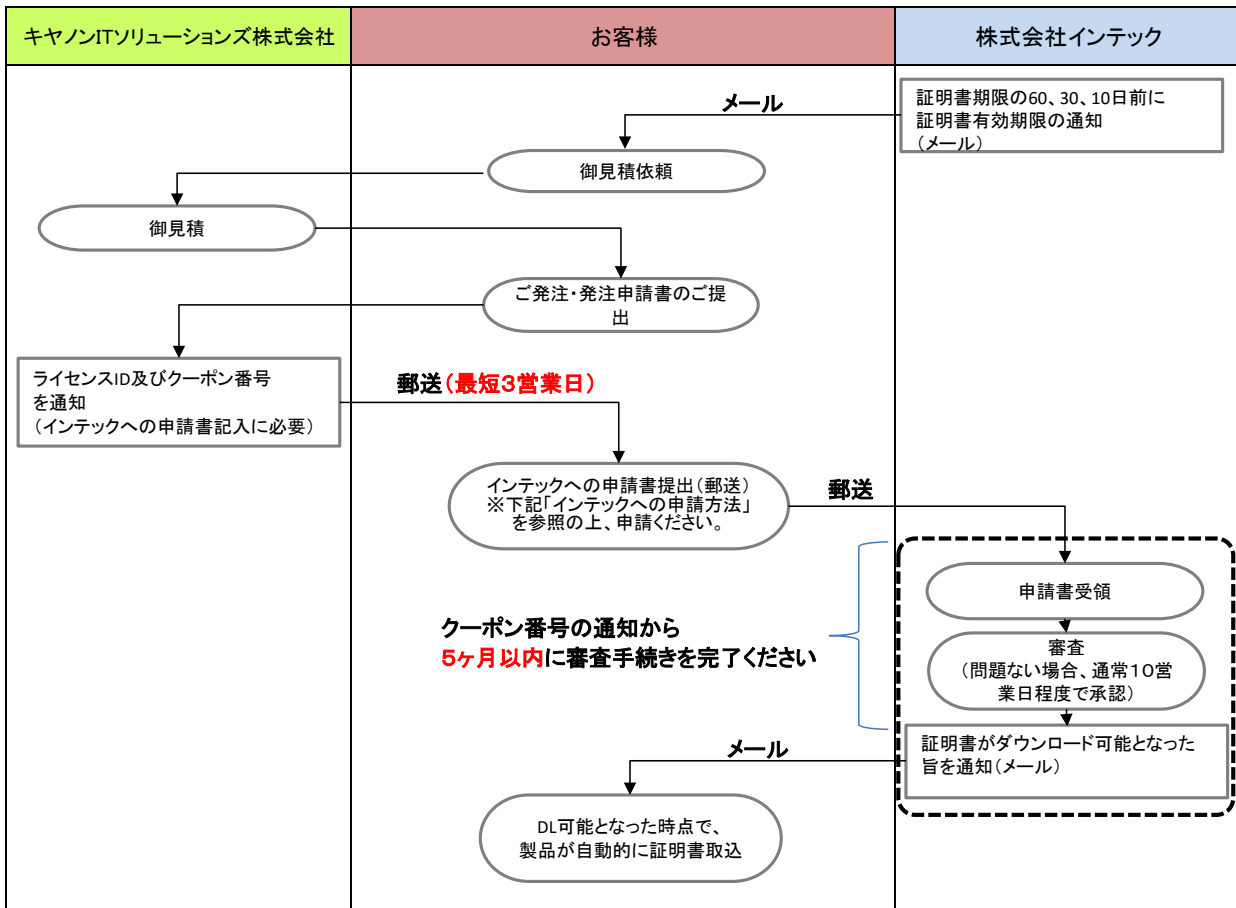 キヤノンITソリューションズ株式会社
お客様
株式会社インテック
メール
証明書期限の60、30、10日前に
証明書有効期限の通知
(メール)
御見積依頼
御見積
ご発注・発注申請書のご提
出
ライセンスID及びクーポン番号
を通知
(インテックへの申請書記入に必要)
郵送(最短3営業日)
インテックへの申請書提出(郵送)
※下記「インテックへの申請方法」
を参照の上、申請ください。
郵送
申請書受領
クーポン番号の通知から
5ヶ月以内に審査手続きを完了ください
審査
(問題ない場合、通常10営
業日程度で承認)
証明書がダウンロード可能となった
旨を通知(メール)
メール
DL可能となった時点で、
製品が自動的に証明書取込